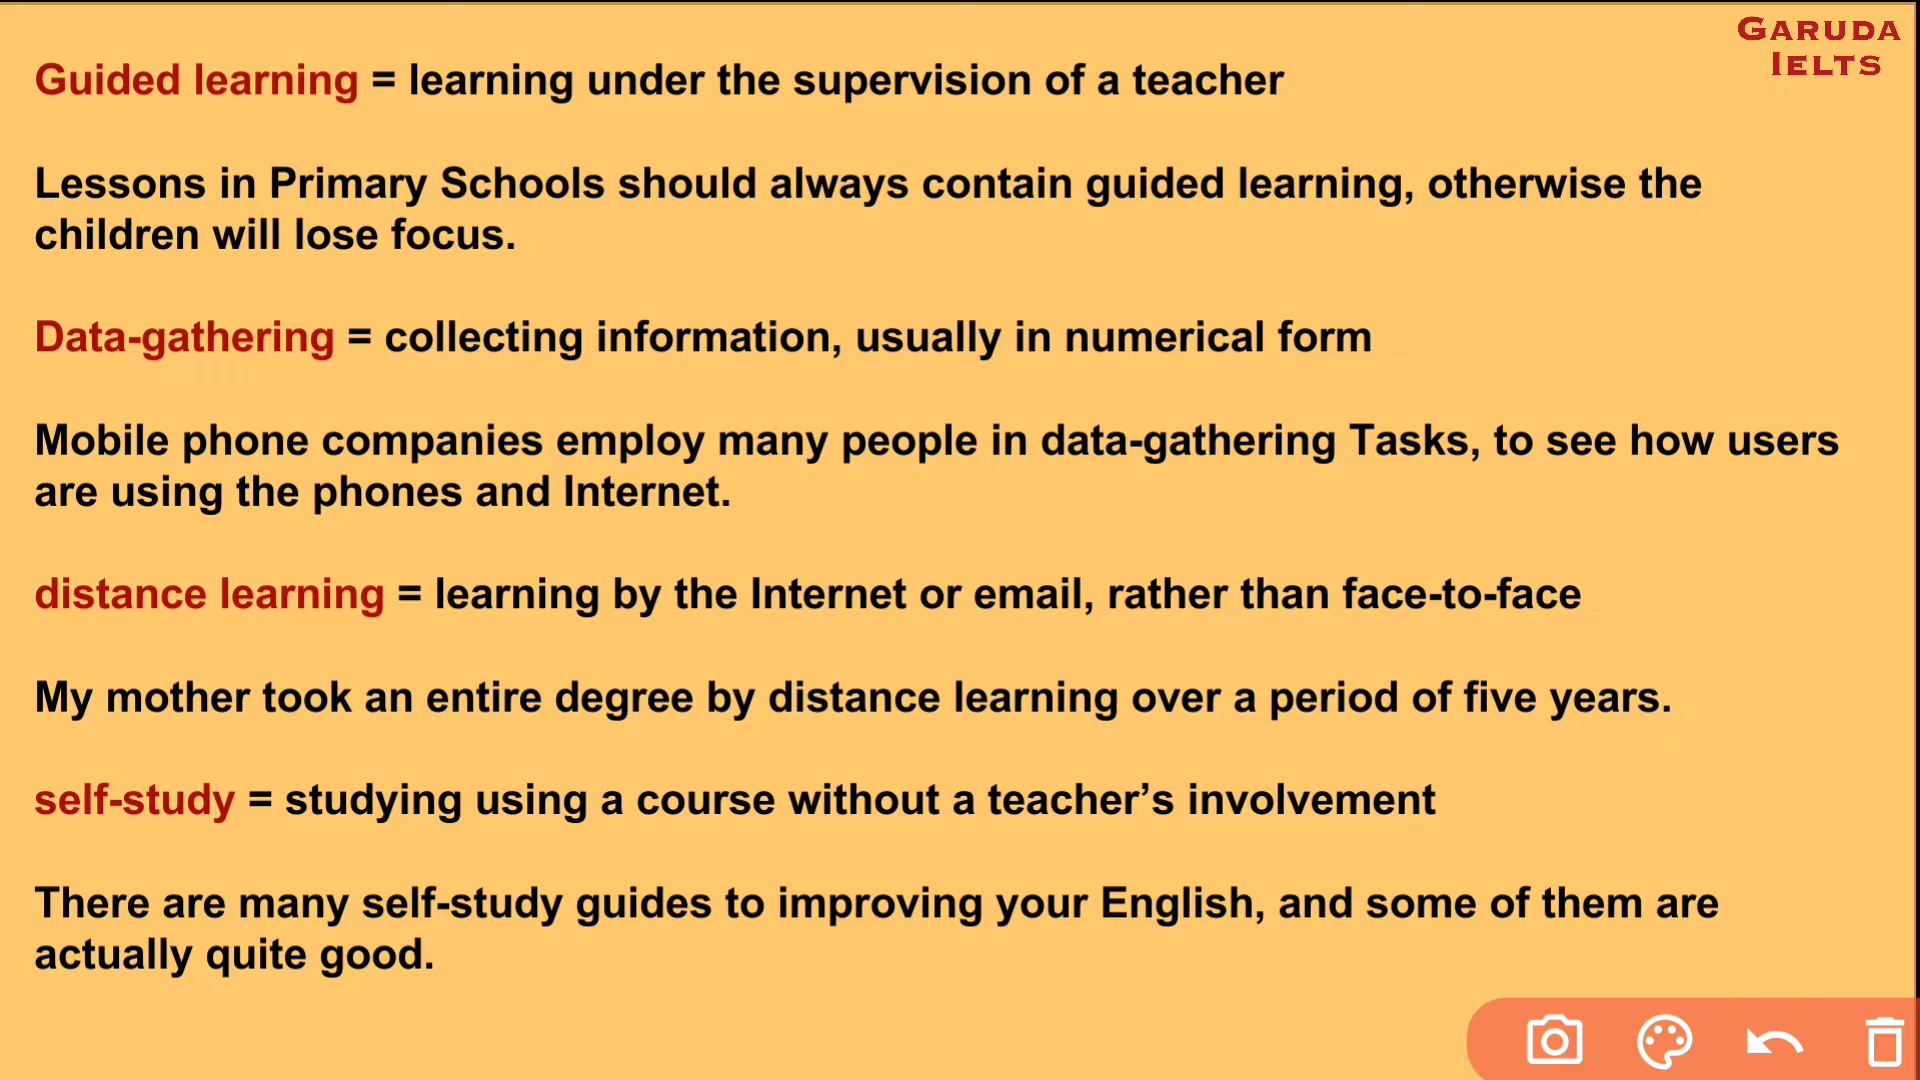 GARUDA
IELTS
Guided learning = learning under the supervision of a teacher
Lessons in Primary Schools should always contain guided learning, otherwise the
children will lose focus.
Data-gathering = collecting information, usually in numerical form
Mobile phone companies employ many people in data-gathering Tasks, to see how users
are using the phones and Internet.
distance learning = learning by the Internet or email, rather than face-to-face
My mother took an entire degree by distance learning over a period of five years.
self-study = studying using a course without a teacher’s involvement
There are many self-study guides to improving your English, and some of them are
actually quite good.